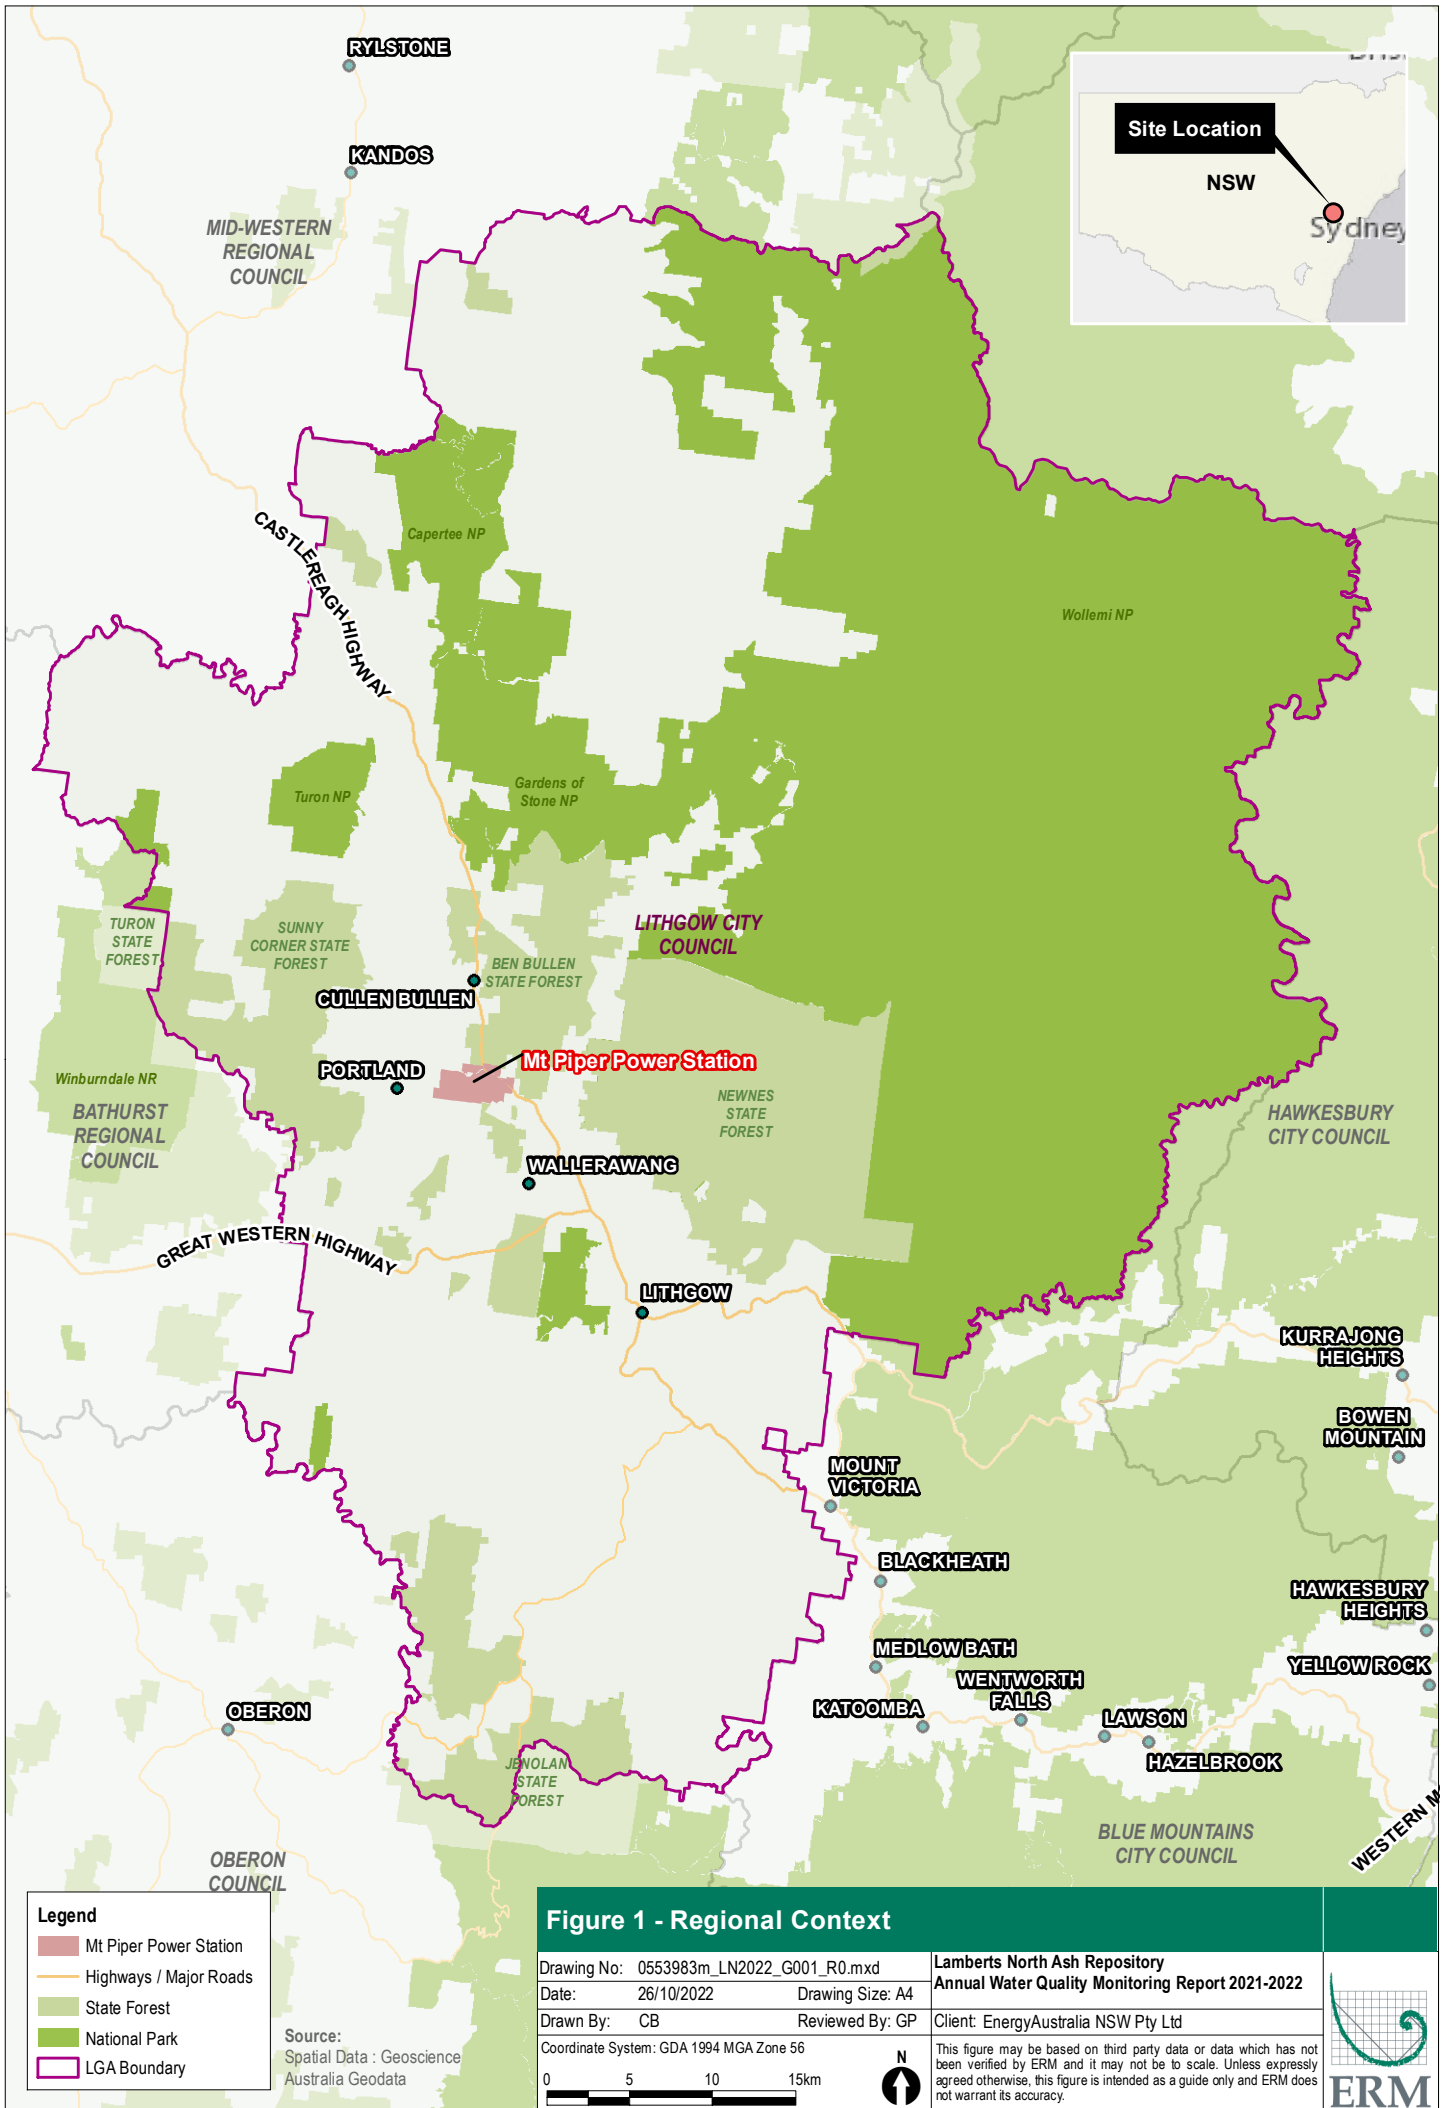 RYLSTONE
KANDOS
MID-WESTERN
REGIONAL
COUNCIL
Site Location
NSW
Sydney
CASTLEREAGH HIGHWAY
Capertee NP
Wollemi NP
Turon NP
Gardens of
Stone NP
TURON
STATE
FOREST
SUNNY
CORNER STATE
FOREST
LITHGOW CITY
COUNCIL
BEN BULLEN
STATE FOREST
CULLEN BULLEN
Mt Piper Power Station
PORTLAND
Winburndale NR
BATHURST
REGIONAL
COUNCIL
NEWNES
STATE
FOREST
HAWKESBURY
CITY COUNCIL
WALLERAWANG
GREAT WESTERN HIGHWAY
LITHGOW
KURRAJONG
HEIGHTS
BOWEN
MOUNTAIN
MOUNT
VICTORIA
BLACKHEATH
HAWKESBURY
HEIGHTS
MEDLOW BATH
YELLOW ROCK
WENTWORTH
FALLS
KATOOMBA
LAWSON
HAZELBROOK
OBERON
JENOLAN
STATE
FOREST
BLUE MOUNTAINS
CITY COUNCIL
WESTERN
OBERON
COUNCIL
Legend
Mt Piper Power Station
Highways / Major Roads
State Forest
National Park
LGA Boundary
Source:
Spatial Data : Geoscience
Australia Geodata
Figure 1 - Regional Context
Drawing No: 0553983m_LN2022_G001_R0.mxd
Date: 26/10/2022 Drawing Size: A4
Drawn By: CB Reviewed By: GP
Coordinate System: GDA 1994 MGA Zone 56
0 5 10 15km
N
Lamberts North Ash Repository
Annual Water Quality Monitoring Report 2021-2022
Client: EnergyAustralia NSW Pty Ltd
This figure may be based on third party data or data which has not
been verified by ERM and it may not be to scale. Unless expressly
agreed otherwise, this figure is intended as a guide only and ERM does
not warrant its accuracy.
ERM